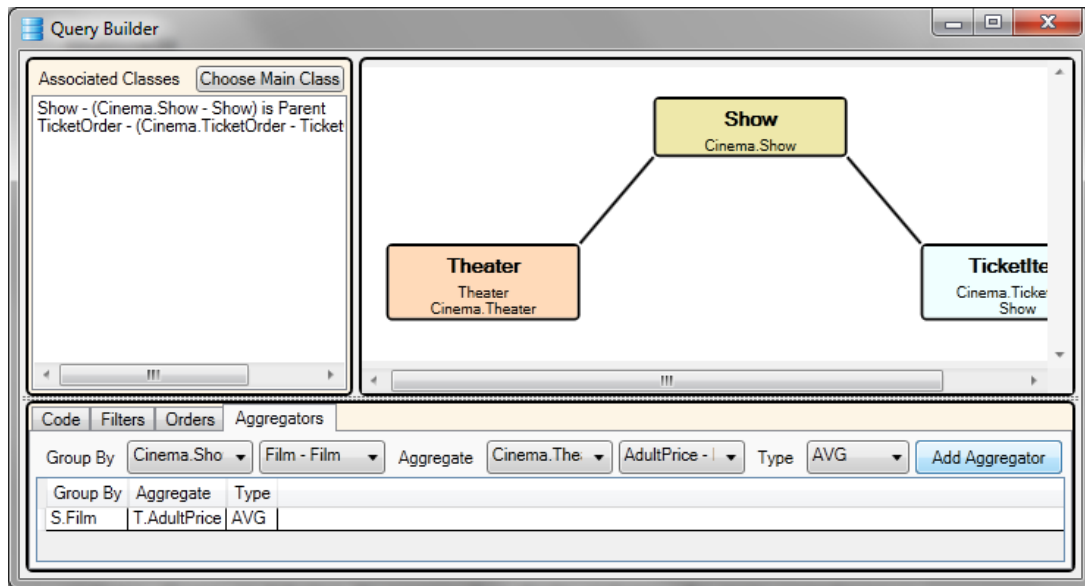 Query Builder
Associated Classes Choose Main Class
Show - (Cinema.Show - Show) is Parent
TicketOrder - (Cinema.TicketOrder - Ticket
Show
Cinema.Show
Theater
Theater
Cinema.Theater
TicketIte
Cinema.Ticke
Show
Code Filters Orders Aggregators
Group By Cinema.Sho Film - Film Aggregate Cinema.The AdultPrice - Type AVG Add Aggregator
Group By Aggregate Type
S.Film T.AdultPrice AVG